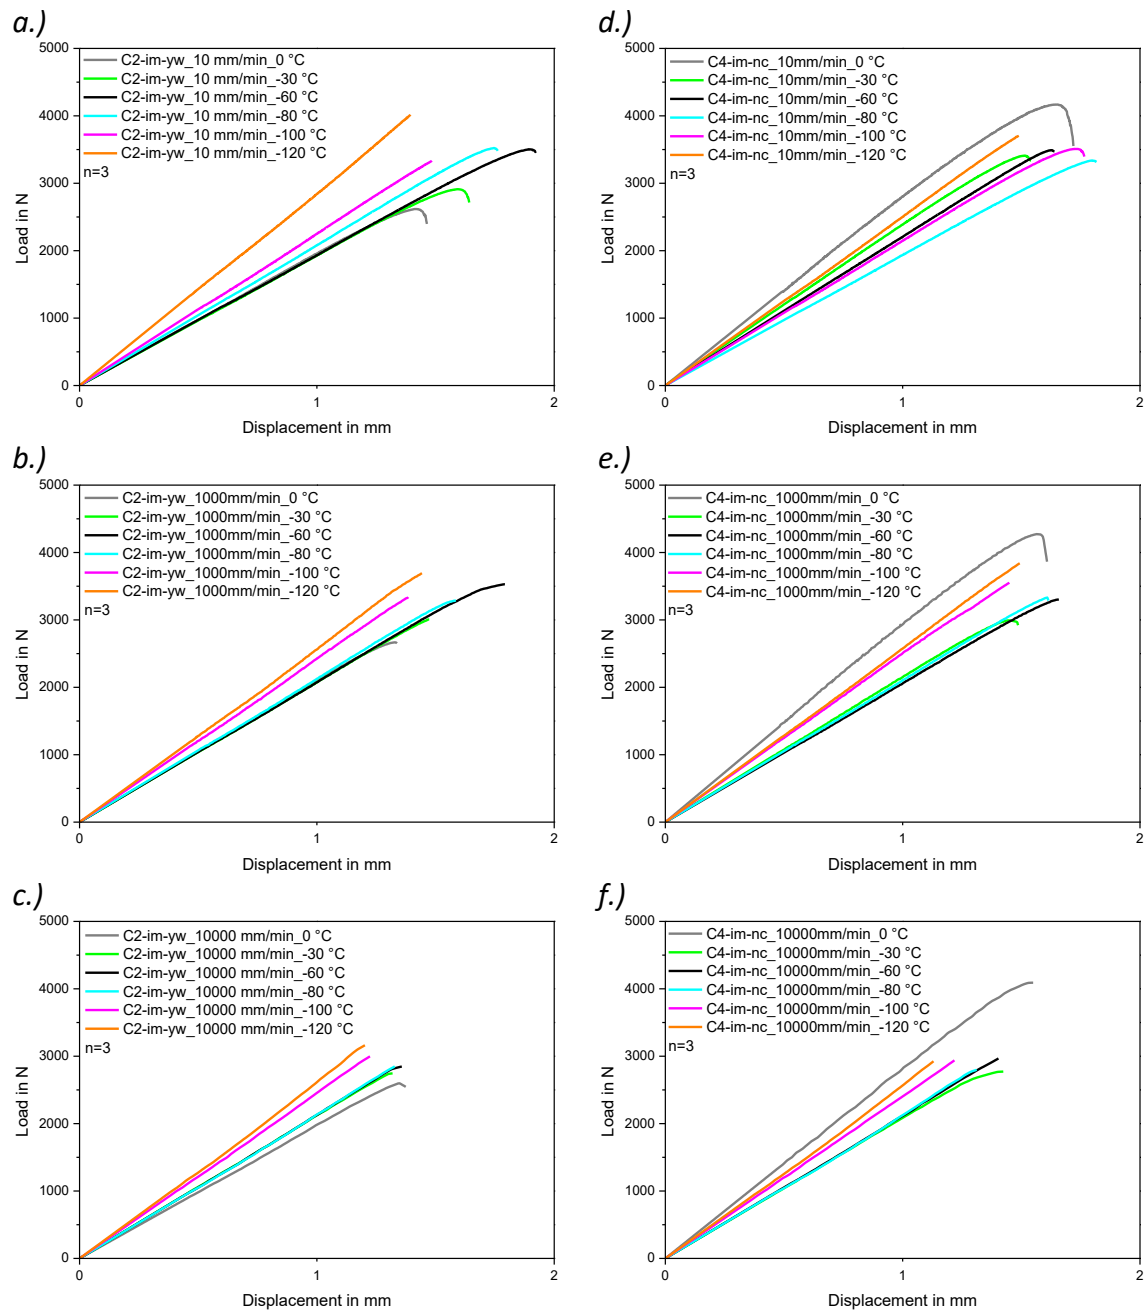 a.)
5000
4000
3000
2000
1000
0
Load in N
C2-im-yw_10 mm/min_0 °C
C2-im-yw_10 mm/min_-30 °C
C2-im-yw_10 mm/min_-60 °C
C2-im-yw_10 mm/min_-80 °C
C2-im-yw_10 mm/min_-100 °C
C2-im-yw_10 mm/min_-120 °C
n=3
0 1 2
Displacement in mm
d.)
5000
4000
3000
2000
1000
0
Load in N
C4-im-nc_10mm/min_0 °C
C4-im-nc_10mm/min_-30 °C
C4-im-nc_10mm/min_-60 °C
C4-im-nc_10mm/min_-80 °C
C4-im-nc_10mm/min_-100 °C
C4-im-nc_10mm/min_-120 °C
n=3
0 1 2
Displacement in mm
b.)
5000
4000
3000
2000
1000
0
Load in N
C2-im-yw_1000mm/min_0 °C
C2-im-yw_1000mm/min_-30 °C
C2-im-yw_1000mm/min_-60 °C
C2-im-yw_1000mm/min_-80 °C
C2-im-yw_1000mm/min_-100 °C
C2-im-yw_1000mm/min_-120 °C
n=3
0 1 2
Displacement in mm
e.)
5000
4000
3000
2000
1000
0
Load in N
C4-im-nc_1000mm/min_0 °C
C4-im-nc_1000mm/min_-30 °C
C4-im-nc_1000mm/min_-60 °C
C4-im-nc_1000mm/min_-80 °C
C4-im-nc_1000mm/min_-100 °C
C4-im-nc_1000mm/min_-120 °C
n=3
0 1 2
Displacement in mm
c.)
5000
4000
3000
2000
1000
0
Load in N
C2-im-yw_10000 mm/min_0 °C
C2-im-yw_10000 mm/min_-30 °C
C2-im-yw_10000 mm/min_-60 °C
C2-im-yw_10000 mm/min_-80 °C
C2-im-yw_10000 mm/min_-100 °C
C2-im-yw_10000 mm/min_-120 °C
n=3
0 1 2
Displacement in mm
f.)
5000
4000
3000
2000
1000
0
Load in N
C4-im-nc_10000mm/min_0 °C
C4-im-nc_10000mm/min_-30 °C
C4-im-nc_10000mm/min_-60 °C
C4-im-nc_10000mm/min_-80 °C
C4-im-nc_10000mm/min_-100 °C
C4-im-nc_10000mm/min_-120 °C
n=3
0 1 2
Displacement in mm